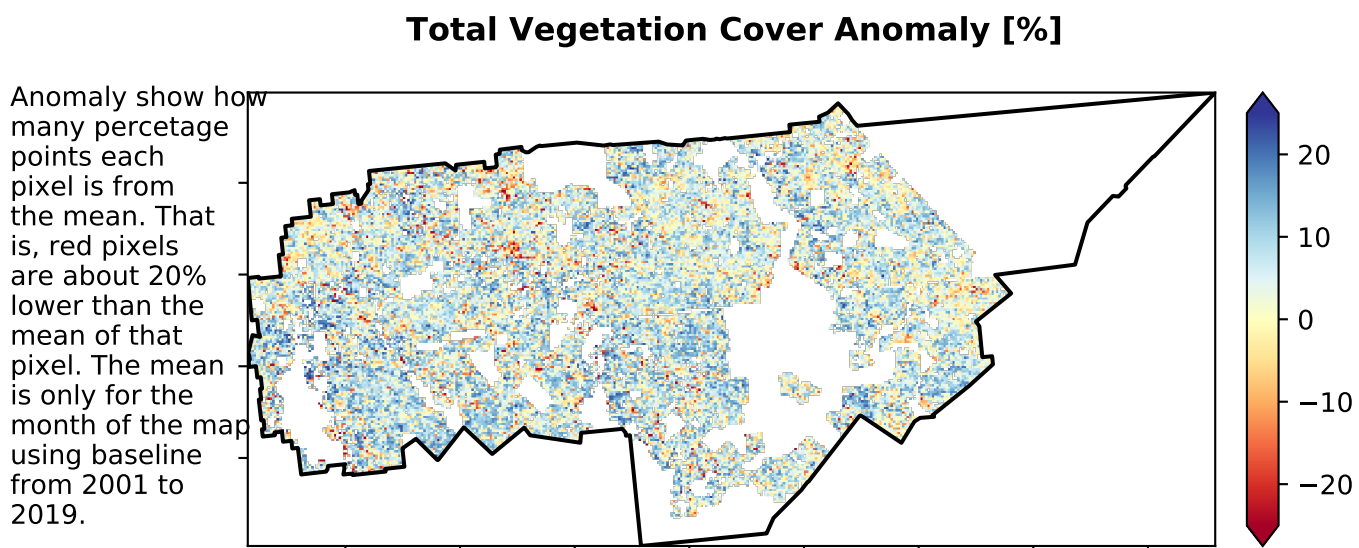 Total Vegetation Cover Anomaly [%]
Anomaly show how
many percetage
points each
pixel is from
the mean. That
is, red pixels
are about 20%
lower than the
mean of that
pixel. The mean
is only for the
month of the map
using baseline
from 2001 to
2019.
20
10
0
−10
−20